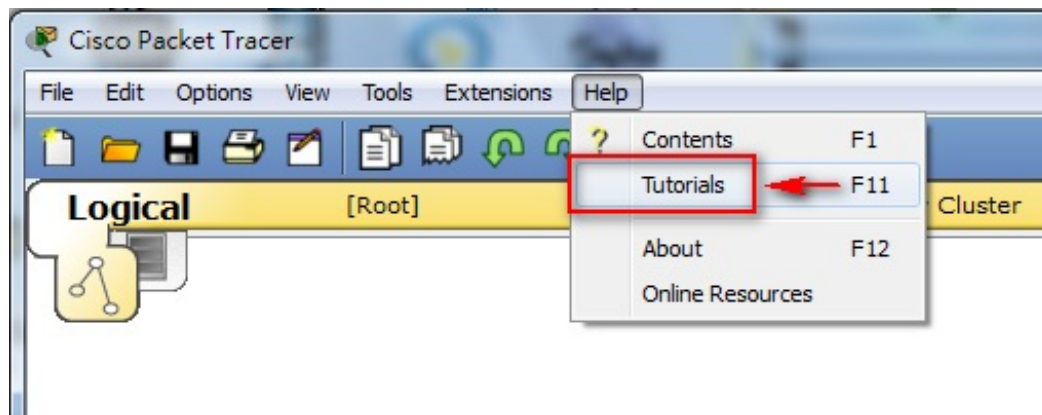 Cisco Packet Tracer
File Edit Options View Tools Extensions Help
? Contents F1
Tutorials F11
Logical [Root] Cluster
About F12
Online Resources